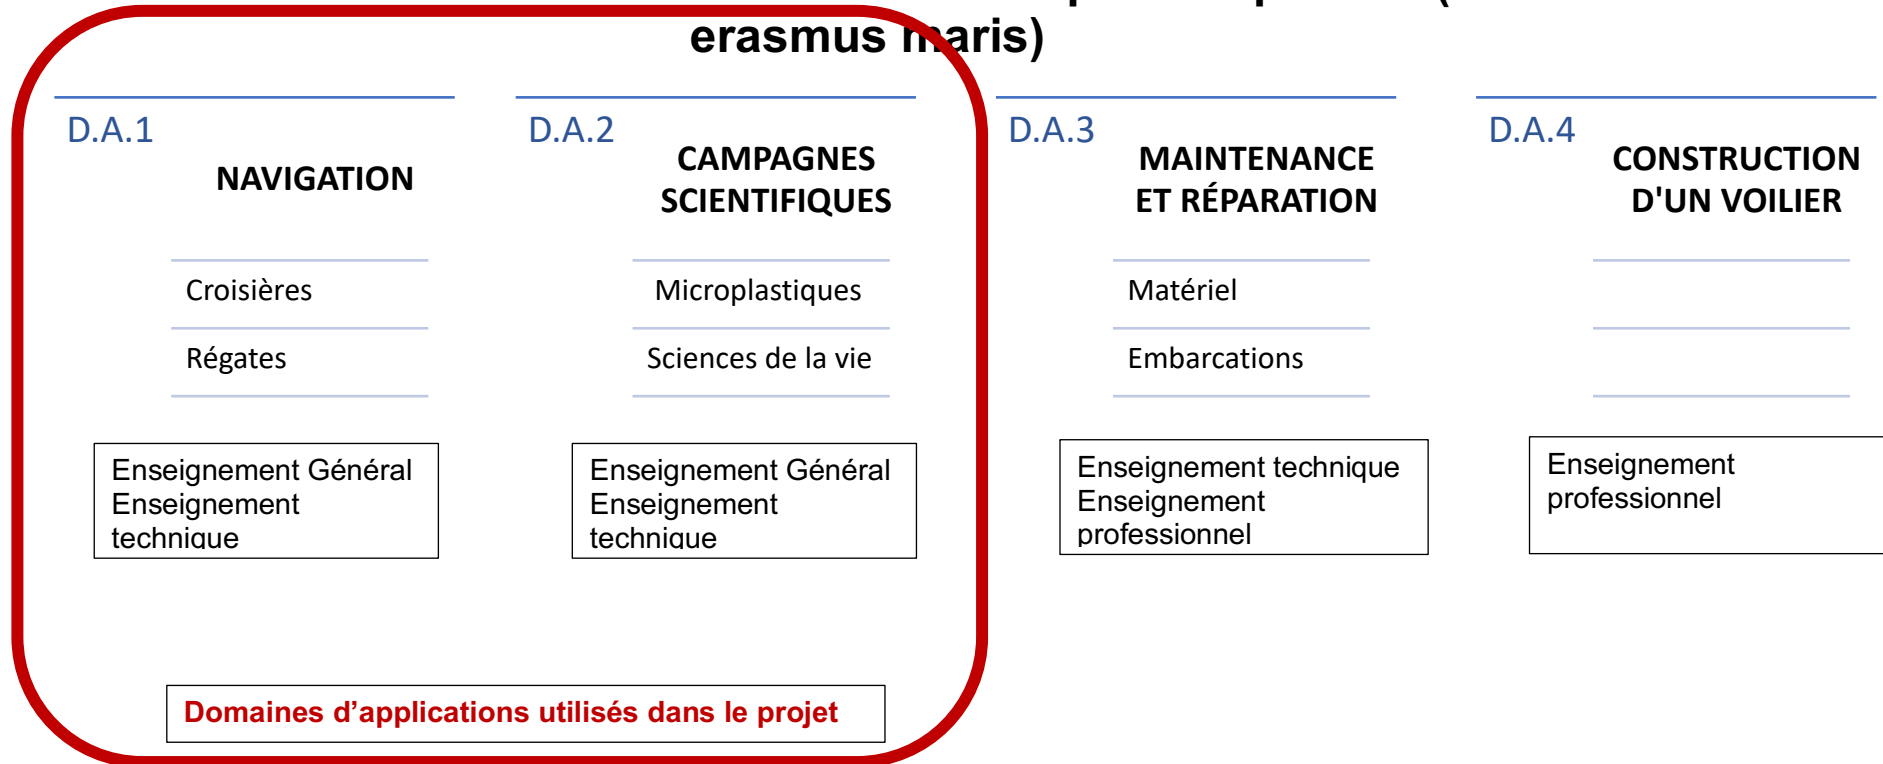 erasmus maris)
D.A.1
NAVIGATION
Croisières
Régates
Enseignement Général
Enseignement
technique
D.A.2
CAMPAGNES
SCIENTIFIQUES
Microplastiques
Sciences de la vie
Enseignement Général
Enseignement
technique
D.A.3
MAINTENANCE
ET RÉPARATION
Matériel
Embarcations
Enseignement technique
Enseignement
professionnel
D.A.4
CONSTRUCTION
D'UN VOILIER
Enseignement
professionnel
Domaines d’applications utilisés dans le projet